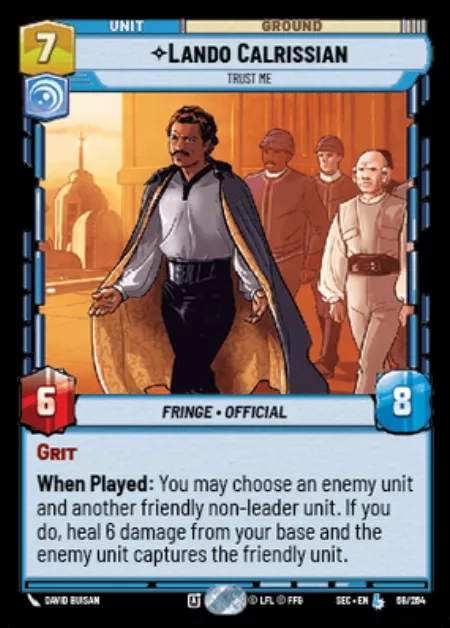 UNIT
GROUND
7
LANDO CALRISSIAN
TRUST ME
6
FRINGE • OFFICIAL
8
GRIT
When Played: You may choose an enemy unit
and another friendly non-leader unit. If you
do, heal 6 damage from your base and the
enemy unit captures the friendly unit.
DAVID BUISAN
© LFL © FFG
SEC • EN
68/264